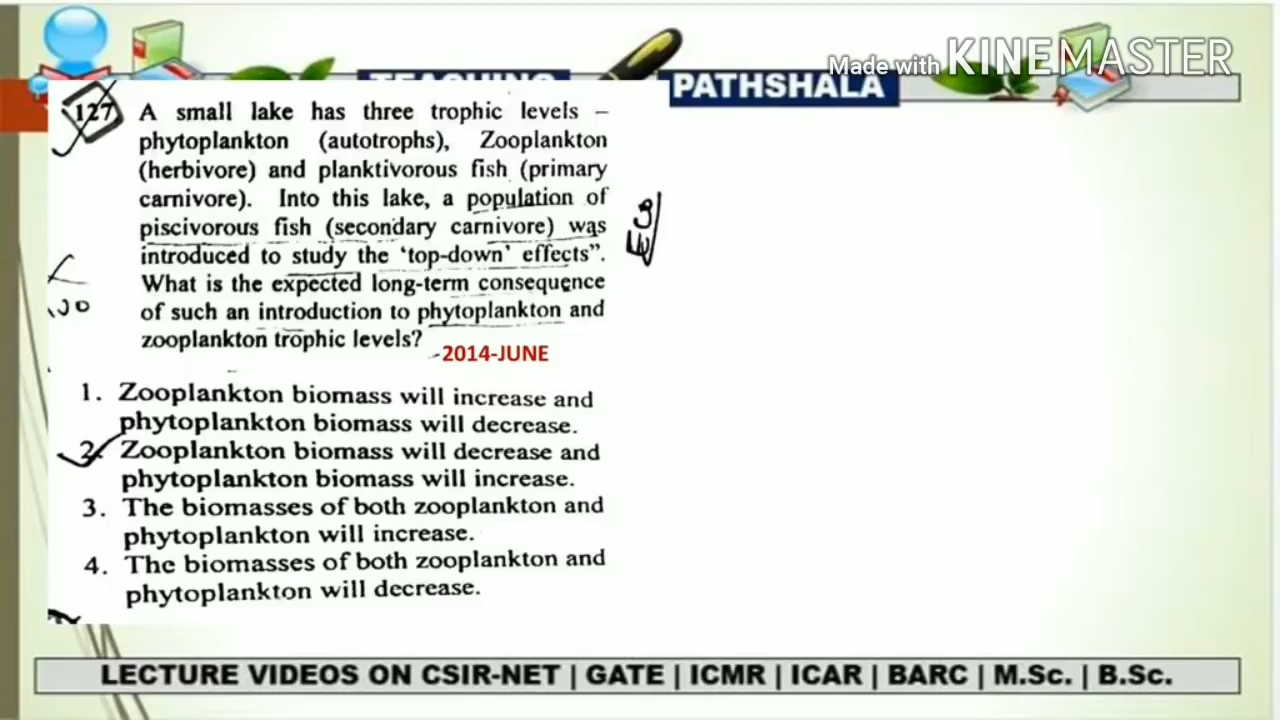 Made with KINEMASTER
TEACHING PATHSHALA
127 A small lake has three trophic levels –
phytoplankton (autotrophs), Zooplankton
(herbivore) and planktivorous fish (primary
carnivore). Into this lake, a population of
piscivorous fish (secondary carnivore) was
introduced to study the ‘top-down’ effects”.
What is the expected long-term consequence
of such an introduction to phytoplankton and
zooplankton trophic levels?
-2014-JUNE
1. Zooplankton biomass will increase and
phytoplankton biomass will decrease.
2. Zooplankton biomass will decrease and
phytoplankton biomass will increase.
3. The biomasses of both zooplankton and
phytoplankton will increase.
4. The biomasses of both zooplankton and
phytoplankton will decrease.
LECTURE VIDEOS ON CSIR-NET | GATE | ICMR | ICAR | BARC | M.Sc. | B.Sc.